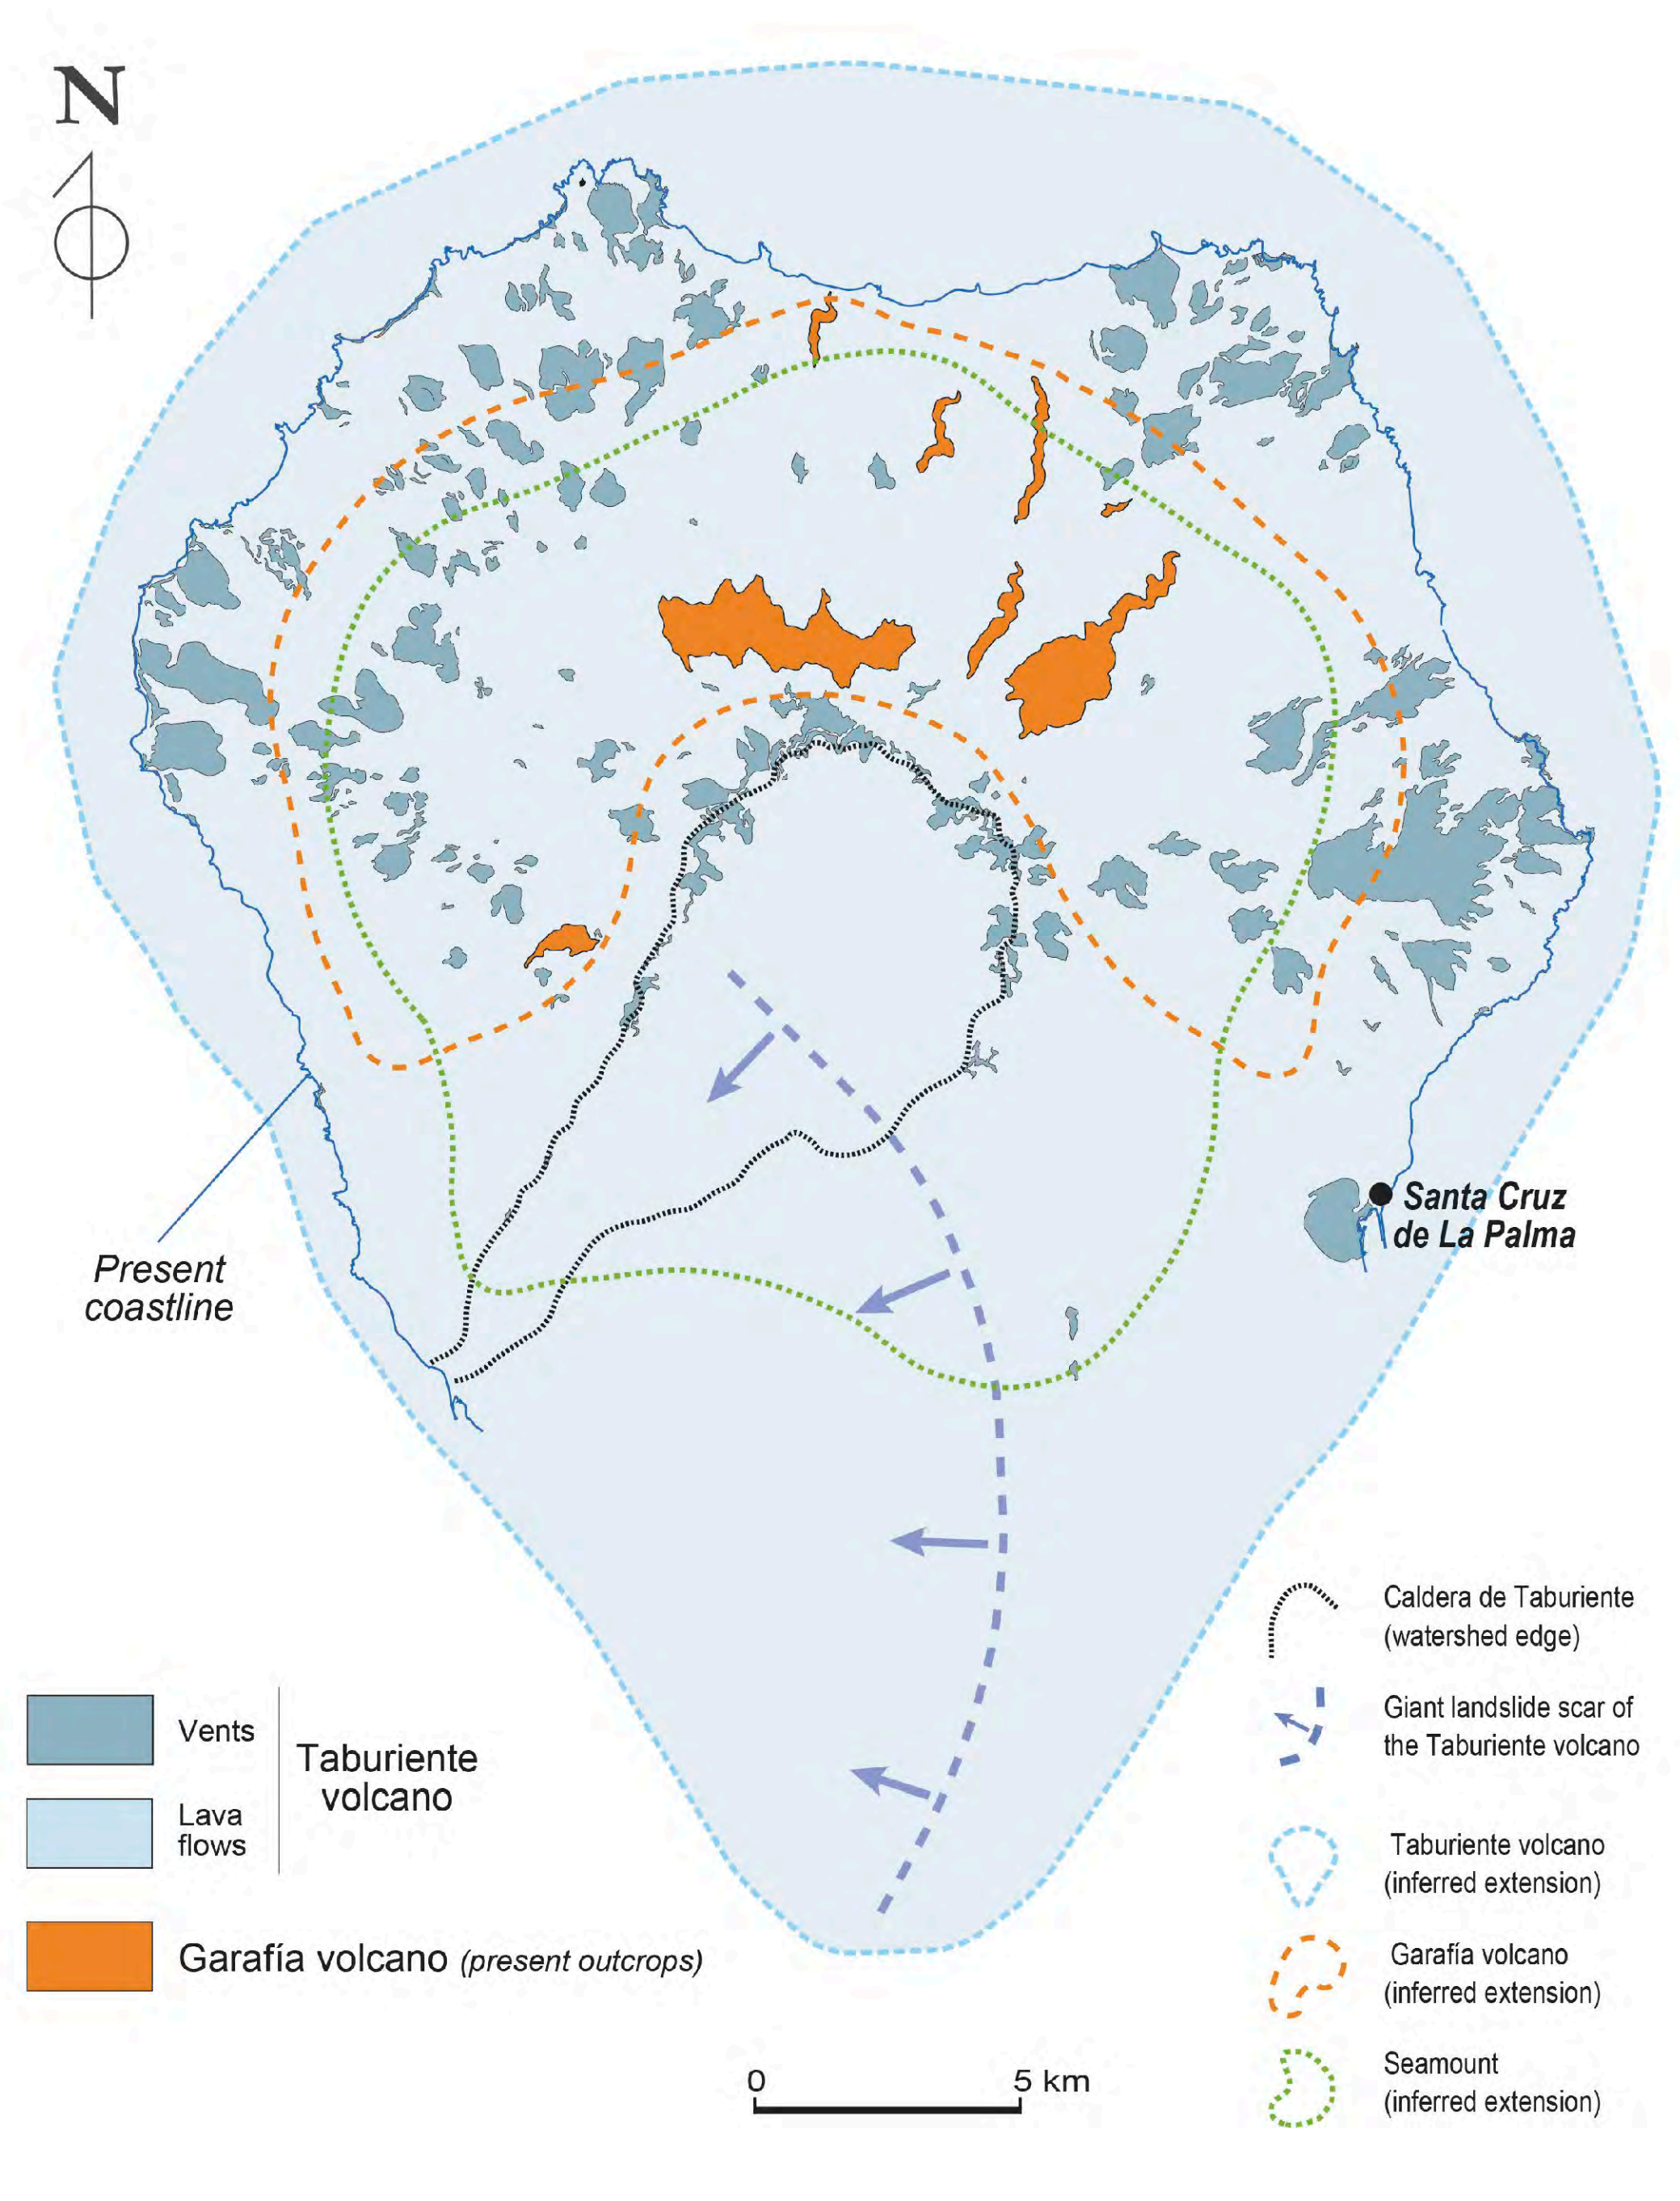 N
Santa Cruz
de La Palma
Present
coastline
Caldera de Taburiente
(watershed edge)
Giant landslide scar of
the Taburiente volcano
Vents
Lava
flows
Taburiente
volcano
Taburiente volcano
(inferred extension)
Garafía volcano (present outcrops)
Garafía volcano
(inferred extension)
Seamount
(inferred extension)
0 5 km